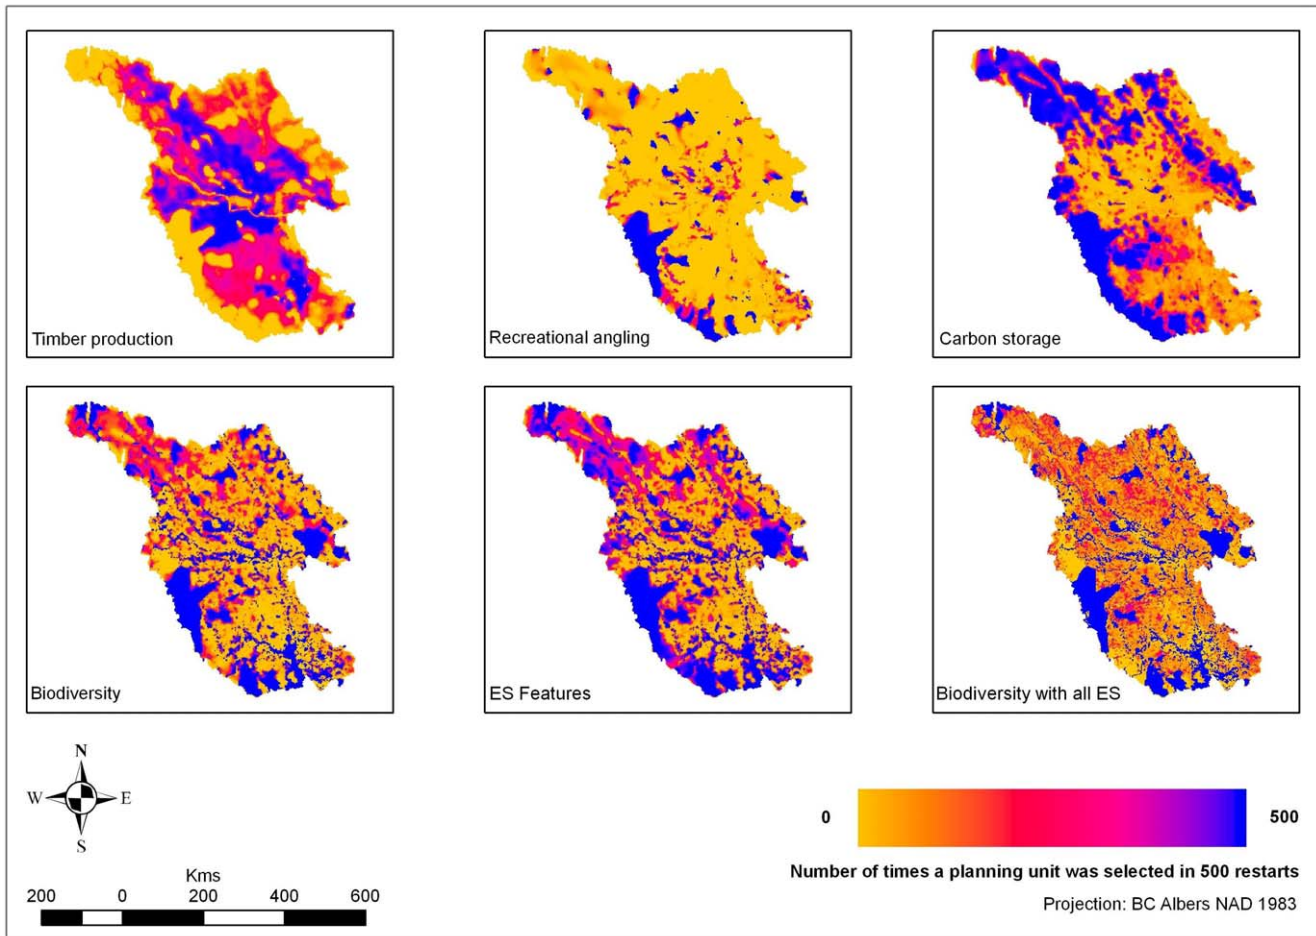 Timber production
Recreational angling
Carbon storage
Biodiversity
ES Features
Biodiversity with all ES
N
W E
S
Kms
200 0 200 400 600
0 500
Number of times a planning unit was selected in 500 restarts
Projection: BC Albers NAD 1983